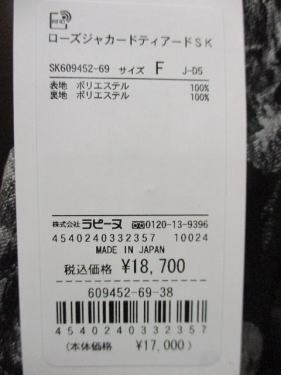 ローズジャカードティアードSK
SK609452-69 サイズ F J-D5
表地 ポリエステル 100%
裏地 ポリエステル 100%
株式会社 ラピーヌ 0120-13-9396
4540240332357 10024
MADE IN JAPAN
税込価格 ¥18,700
609452-69-38
4540240332357
(本体価格 ¥17,000)